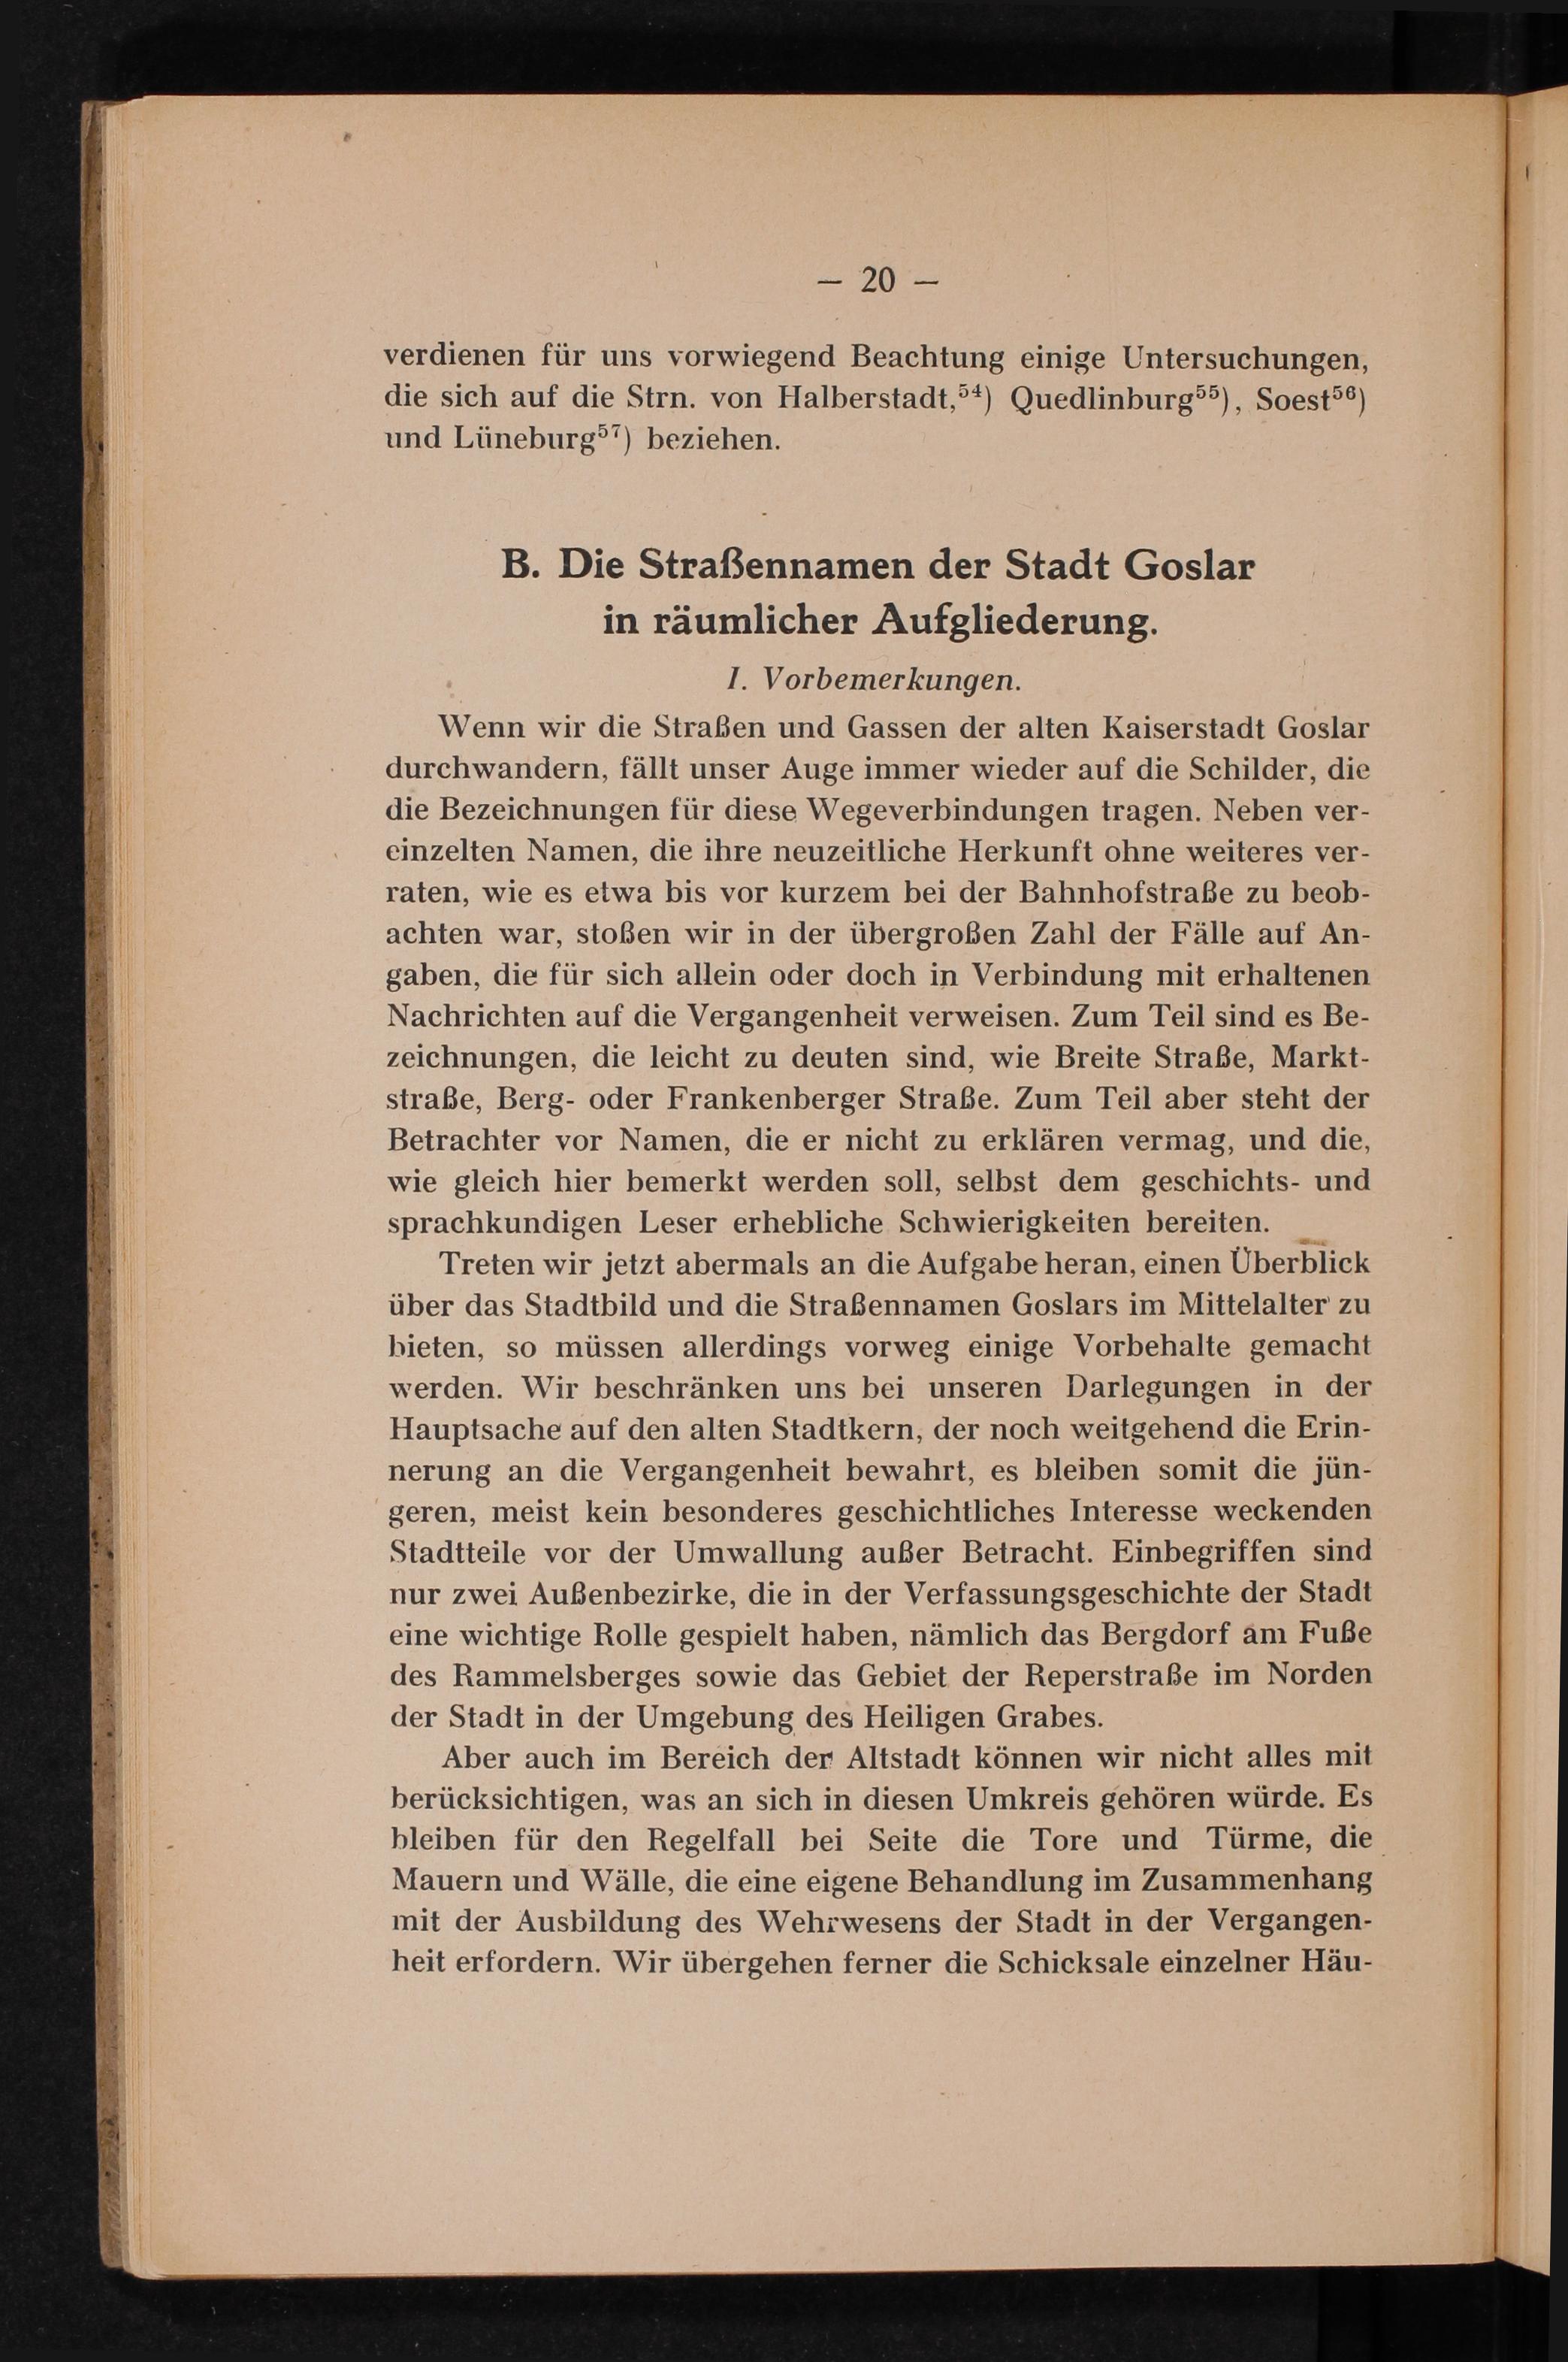 — 20 —
verdienen für uns vorwiegend Beachtung einige Untersuchungen,
die sich auf die Strn. von Halberstadt,⁵⁴) Quedlinburg⁵⁵), Soest⁵⁶)
und Lüneburg⁵⁷) beziehen.
B. Die Straßennamen der Stadt Goslar
in räumlicher Aufgliederung.
I. Vorbemerkungen.
Wenn wir die Straßen und Gassen der alten Kaiserstadt Goslar
durchwandern, fällt unser Auge immer wieder auf die Schilder, die
die Bezeichnungen für diese Wegeverbindungen tragen. Neben ver-
einzelten Namen, die ihre neuzeitliche Herkunft ohne weiteres ver-
raten, wie es etwa bis vor kurzem bei der Bahnhofstraße zu beob-
achten war, stoßen wir in der übergroßen Zahl der Fälle auf An-
gaben, die für sich allein oder doch in Verbindung mit erhaltenen
Nachrichten auf die Vergangenheit verweisen. Zum Teil sind es Be-
zeichnungen, die leicht zu deuten sind, wie Breite Straße, Markt-
straße, Berg- oder Frankenberger Straße. Zum Teil aber steht der
Betrachter vor Namen, die er nicht zu erklären vermag, und die,
wie gleich hier bemerkt werden soll, selbst dem geschichts- und
sprachkundigen Leser erhebliche Schwierigkeiten bereiten.
Treten wir jetzt abermals an die Aufgabe heran, einen Überblick
über das Stadtbild und die Straßennamen Goslars im Mittelalter zu
bieten, so müssen allerdings vorweg einige Vorbehalte gemacht
werden. Wir beschränken uns bei unseren Darlegungen in der
Hauptsache auf den alten Stadtkern, der noch weitgehend die Erin-
nerung an die Vergangenheit bewahrt, es bleiben somit die jün-
geren, meist kein besonderes geschichtliches Interesse weckenden
Stadtteile vor der Umwallung außer Betracht. Einbegriffen sind
nur zwei Außenbezirke, die in der Verfassungsgeschichte der Stadt
eine wichtige Rolle gespielt haben, nämlich das Bergdorf am Fuße
des Rammelsberges sowie das Gebiet der Reperstraße im Norden
der Stadt in der Umgebung des Heiligen Grabes.
Aber auch im Bereich der Altstadt können wir nicht alles mit
berücksichtigen, was an sich in diesen Umkreis gehören würde. Es
bleiben für den Regelfall bei Seite die Tore und Türme, die
Mauern und Wälle, die eine eigene Behandlung im Zusammenhang
mit der Ausbildung des Wehrwesens der Stadt in der Vergangen-
heit erfordern. Wir übergehen ferner die Schicksale einzelner Häu-